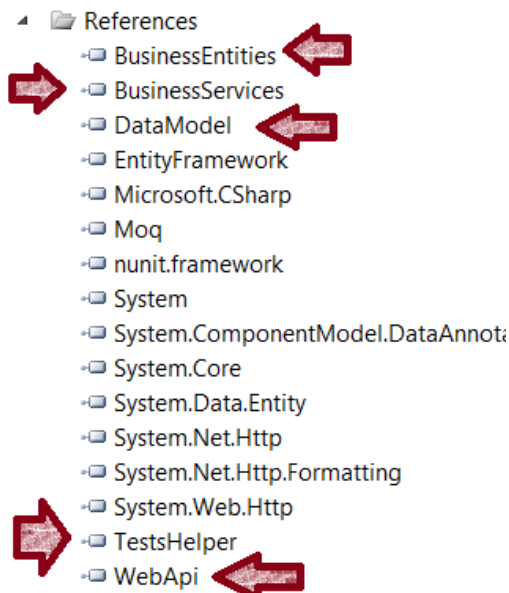 References
BusinessEntities
BusinessServices
DataModel
EntityFramework
Microsoft.CSharp
Moq
nunit.framework
System
System.ComponentModel.DataAnnota
System.Core
System.Data.Entity
System.Net.Http
System.Net.Http.Formatting
System.Web.Http
TestsHelper
WebApi